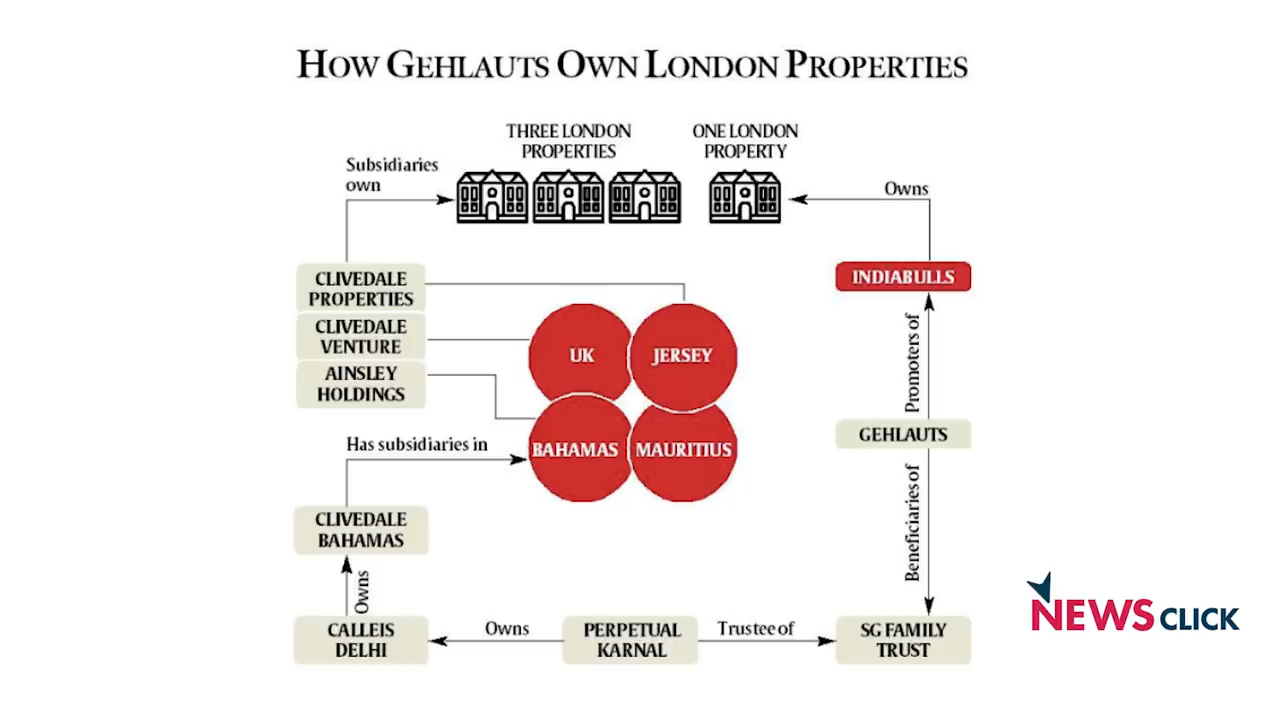 HOW GEHLAUTS OWN LONDON PROPERTIES
THREE LONDON
PROPERTIES
ONE LONDON
PROPERTY
Subsidiaries
own
Owns
CLIVEDALE
PROPERTIES
INDIABULLS
CLIVEDALE
VENTURE
AINSLEY
HOLDINGS
UK
JERSEY
BAHAMAS
MAURITIUS
Promoters of
GEHLAUTS
Has subsidiaries in
Beneficiaries of
CLIVEDALE
BAHAMAS
Owns
CALLEIS
DELHI
Owns
PERPETUAL
KARNAL
Trustee of
SG FAMILY
TRUST
NEWSCLICK